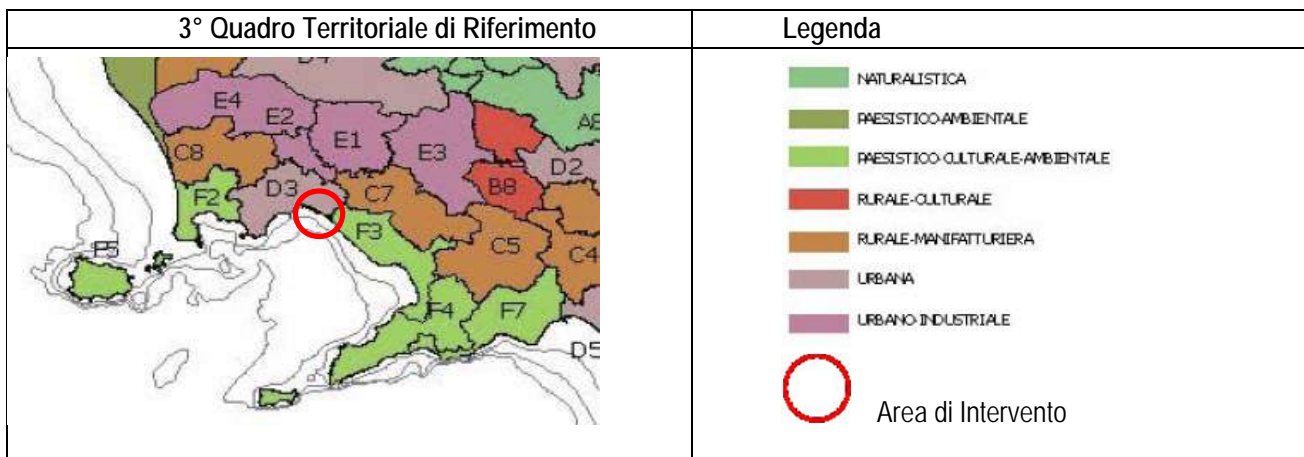 3° Quadro Territoriale di Riferimento
Legenda
D4
E4
E2
E1
E3
A8
C8
D2
D3
B8
F2
C7
F3
C5
C4
F5
F4
F7
D5
NATURALISTICA
PAESISTICO-AMBIENTALE
PAESISTICO-CULTURALE-AMBIENTALE
RURALE-CULTURALE
RURALE-MANIFATTURIERA
URBANA
URBANO-INDUSTRIALE
Area di Intervento